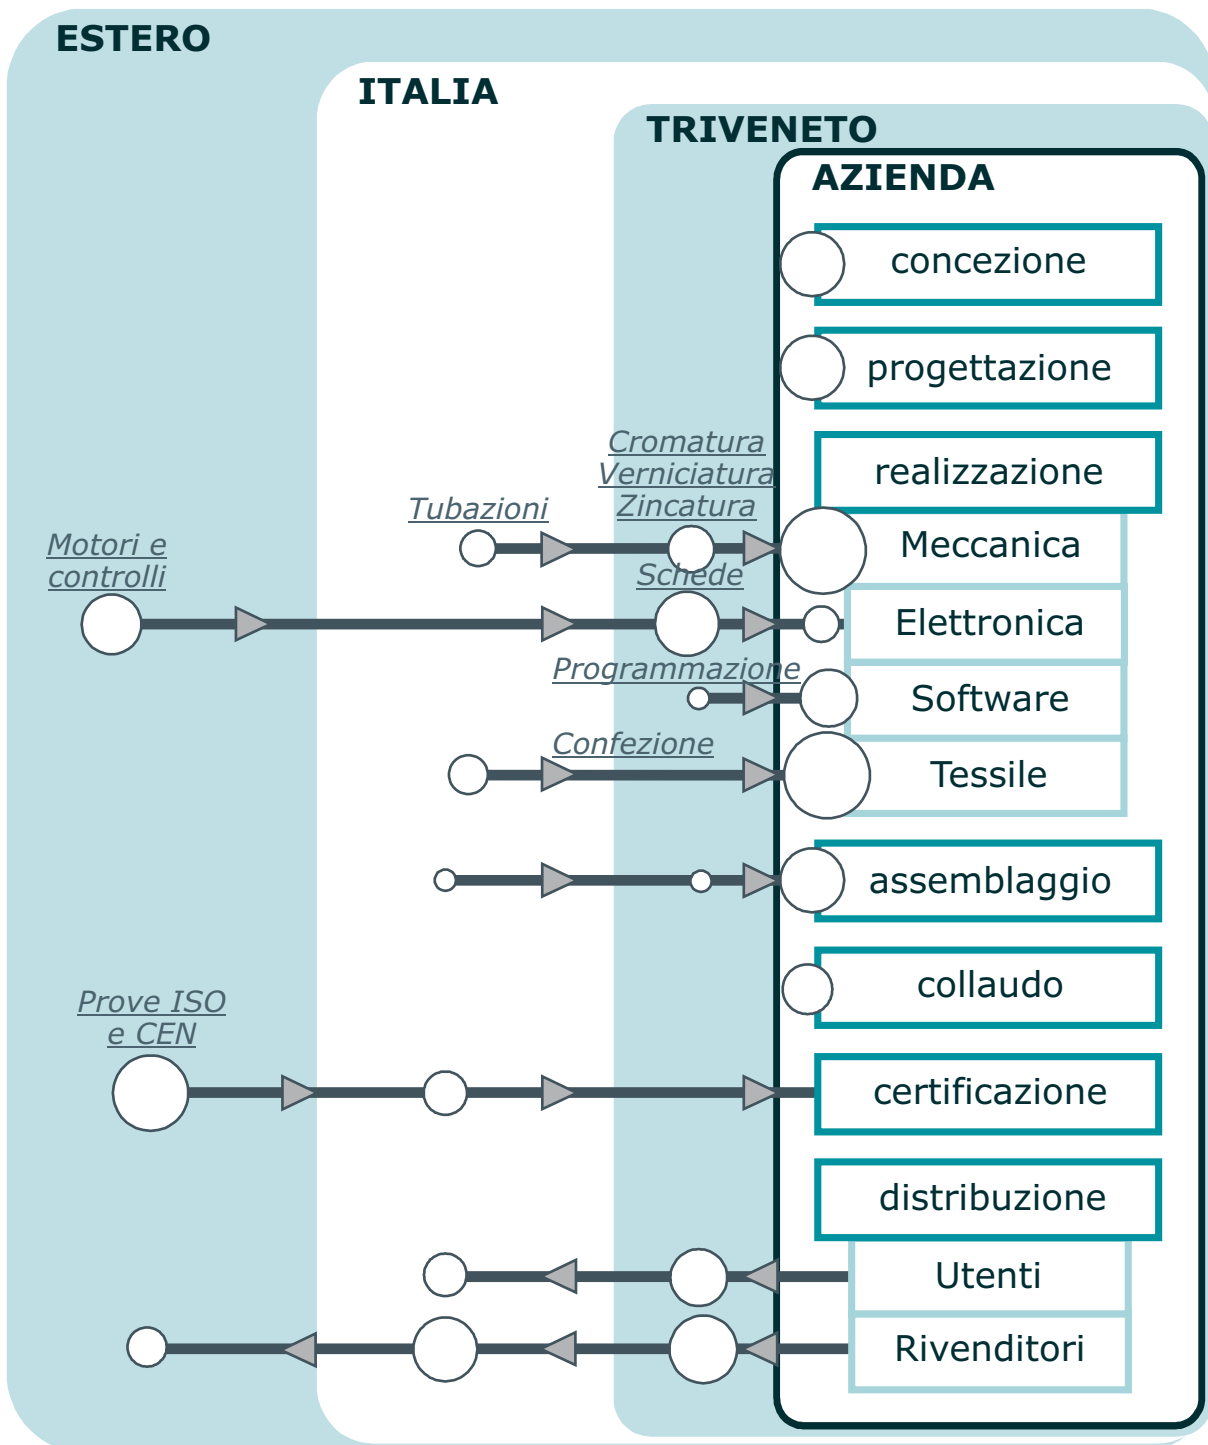 ESTERO
ITALIA
TRIVENETO
AZIENDA
concezione
progettazione
realizzazione
Cromatura
Verniciatura
Zincatura
Tubazioni
Meccanica
Motori e
controlli
Schede
Elettronica
Programmazione
Software
Confezione
Tessile
assemblaggio
collaudo
Prove ISO
e CEN
certificazione
distribuzione
Utenti
Rivenditori